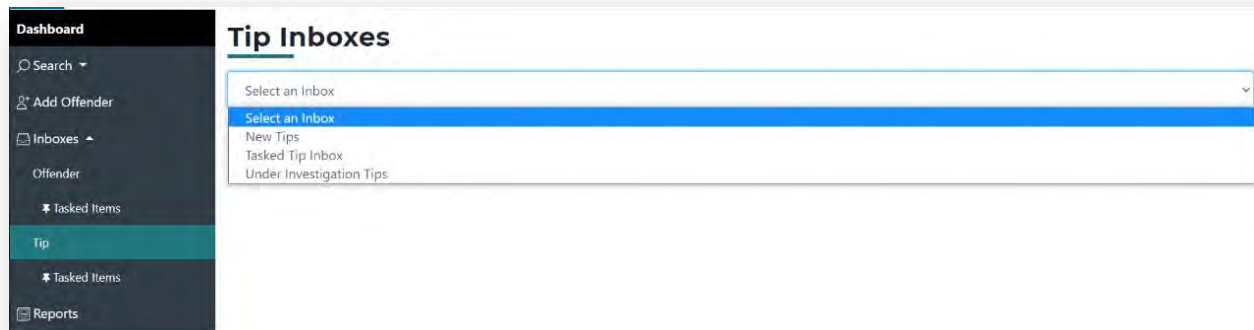 Dashboard
Search
Add Offender
Inboxes
Offender
Tasked Items
Tip
Tasked Items
Reports
Tip Inboxes
Select an Inbox
Select an Inbox
New Tips
Tasked Tip Inbox
Under Investigation Tips